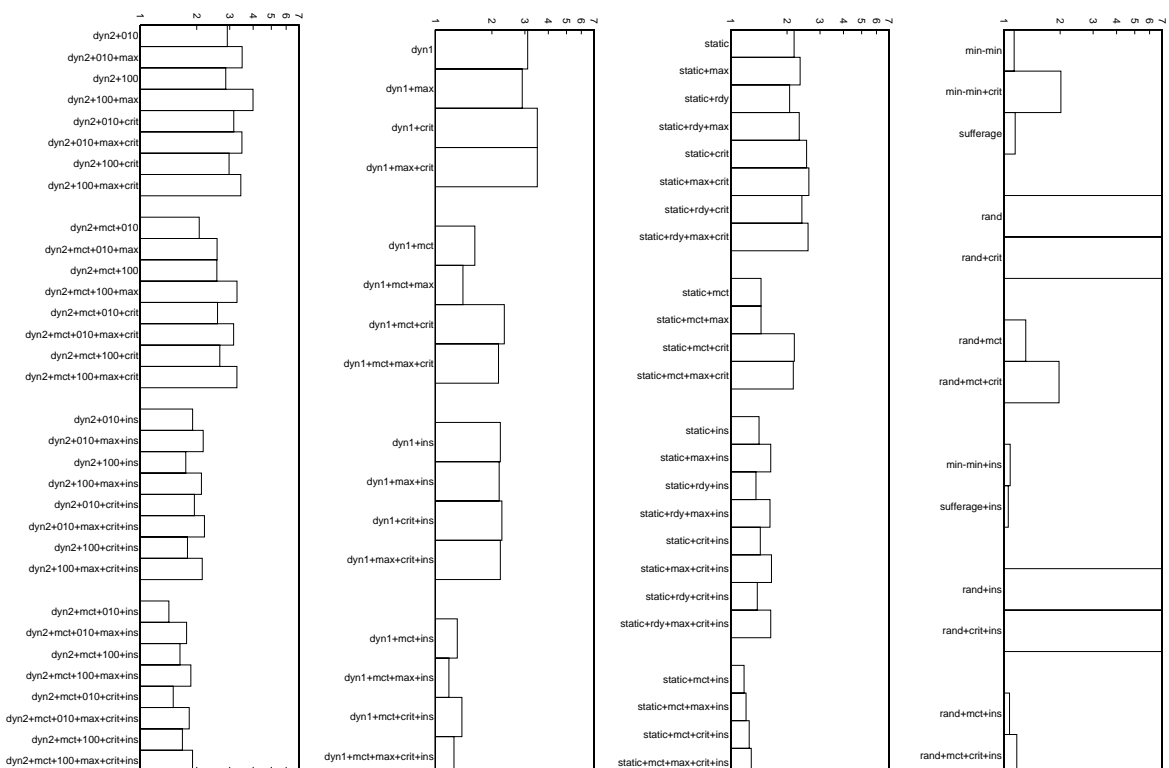 1 2 3 4 5 6 7
dyn2+010
dyn2+010+max
dyn2+100
dyn2+100+max
dyn2+010+crit
dyn2+010+max+crit
dyn2+100+crit
dyn2+100+max+crit
dyn2+mct+010
dyn2+mct+010+max
dyn2+mct+100
dyn2+mct+100+max
dyn2+mct+010+crit
dyn2+mct+010+max+crit
dyn2+mct+100+crit
dyn2+mct+100+max+crit
dyn2+010+ins
dyn2+010+max+ins
dyn2+100+ins
dyn2+100+max+ins
dyn2+010+crit+ins
dyn2+010+max+crit+ins
dyn2+100+crit+ins
dyn2+100+max+crit+ins
dyn2+mct+010+ins
dyn2+mct+010+max+ins
dyn2+mct+100+ins
dyn2+mct+100+max+ins
dyn2+mct+010+crit+ins
dyn2+mct+010+max+crit+ins
dyn2+mct+100+crit+ins
dyn2+mct+100+max+crit+ins
1 2 3 4 5 6 7
dyn1
dyn1+max
dyn1+crit
dyn1+max+crit
dyn1+mct
dyn1+mct+max
dyn1+mct+crit
dyn1+mct+max+crit
dyn1+ins
dyn1+max+ins
dyn1+crit+ins
dyn1+max+crit+ins
dyn1+mct+ins
dyn1+mct+max+ins
dyn1+mct+crit+ins
dyn1+mct+max+crit+ins
1 2 3 4 5 6 7
static
static+max
static+rdy
static+rdy+max
static+crit
static+max+crit
static+rdy+crit
static+rdy+max+crit
static+mct
static+mct+max
static+mct+crit
static+mct+max+crit
static+ins
static+max+ins
static+rdy+ins
static+rdy+max+ins
static+crit+ins
static+max+crit+ins
static+rdy+crit+ins
static+rdy+max+crit+ins
static+mct+ins
static+mct+max+ins
static+mct+crit+ins
static+mct+max+crit+ins
1 2 3 4 5 6 7
min-min
min-min+crit
sufferage
rand
rand+crit
rand+mct
rand+mct+crit
min-min+ins
sufferage+ins
rand+ins
rand+crit+ins
rand+mct+ins
rand+mct+crit+ins